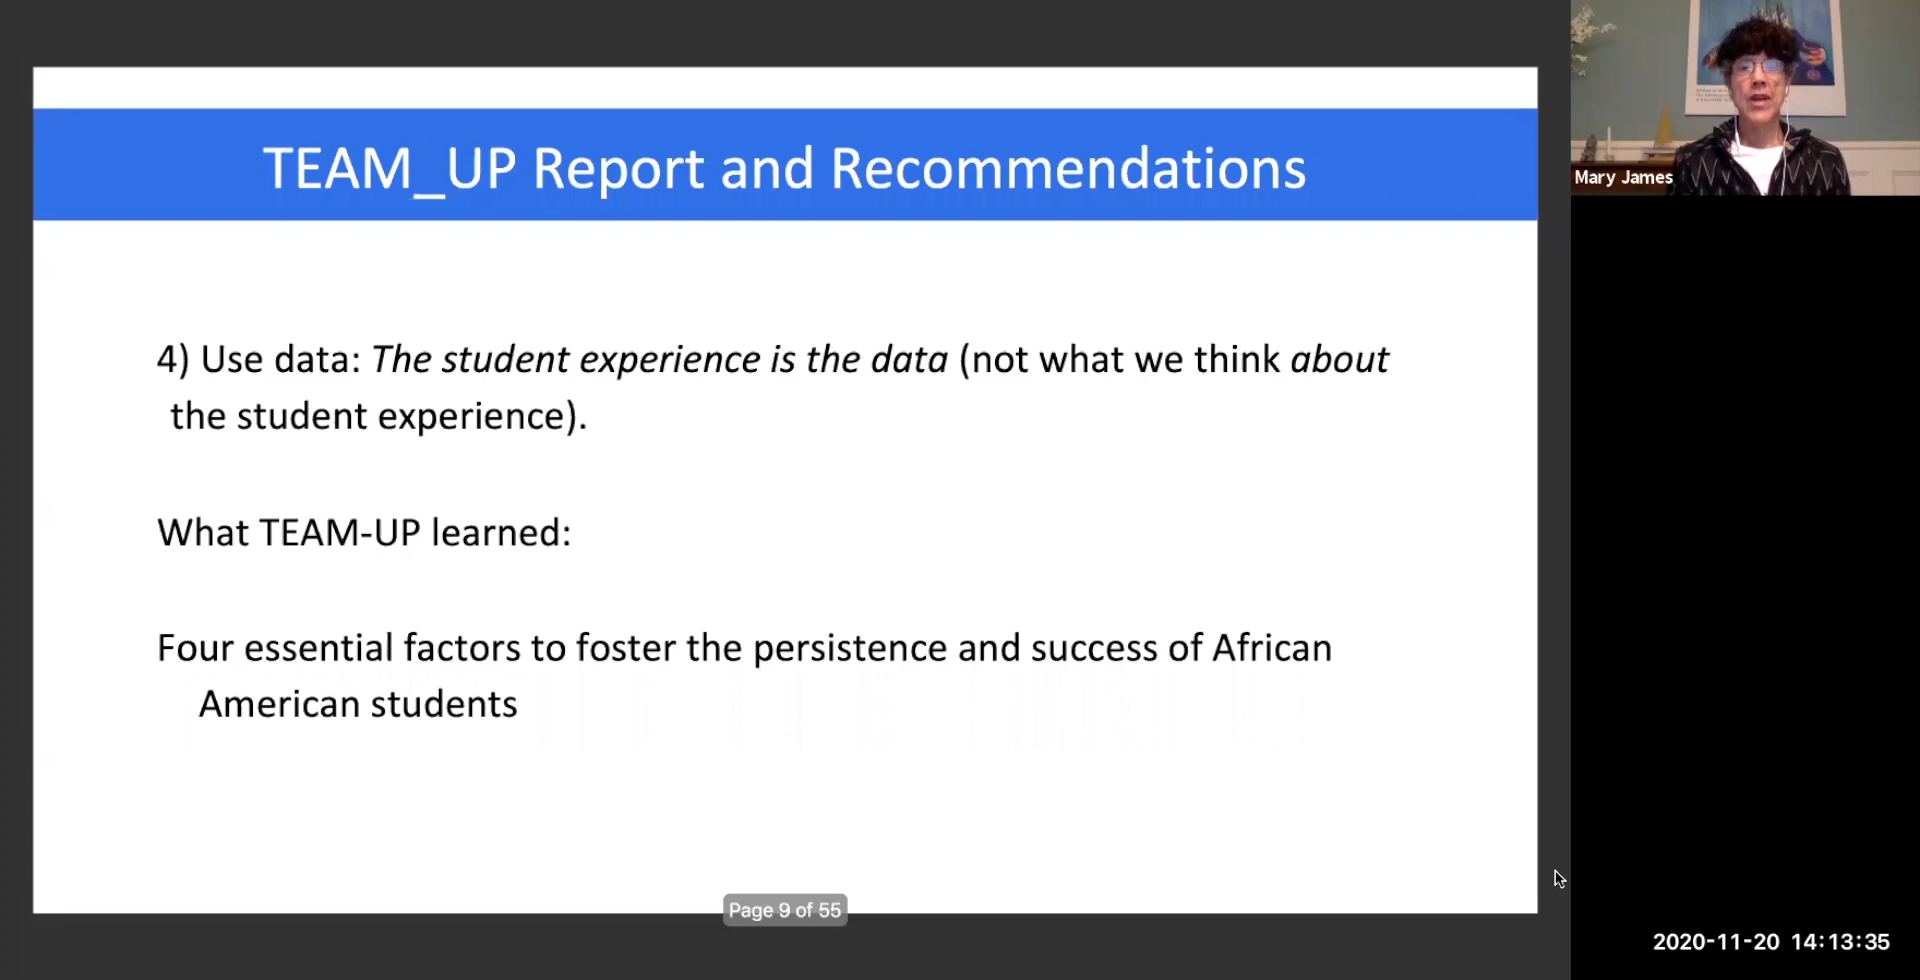 TEAM_UP Report and Recommendations
4) Use data: The student experience is the data (not what we think about
the student experience).
What TEAM-UP learned:
Four essential factors to foster the persistence and success of African
American students
Page 9 of 55
Mary James
2020-11-20 14:13:35